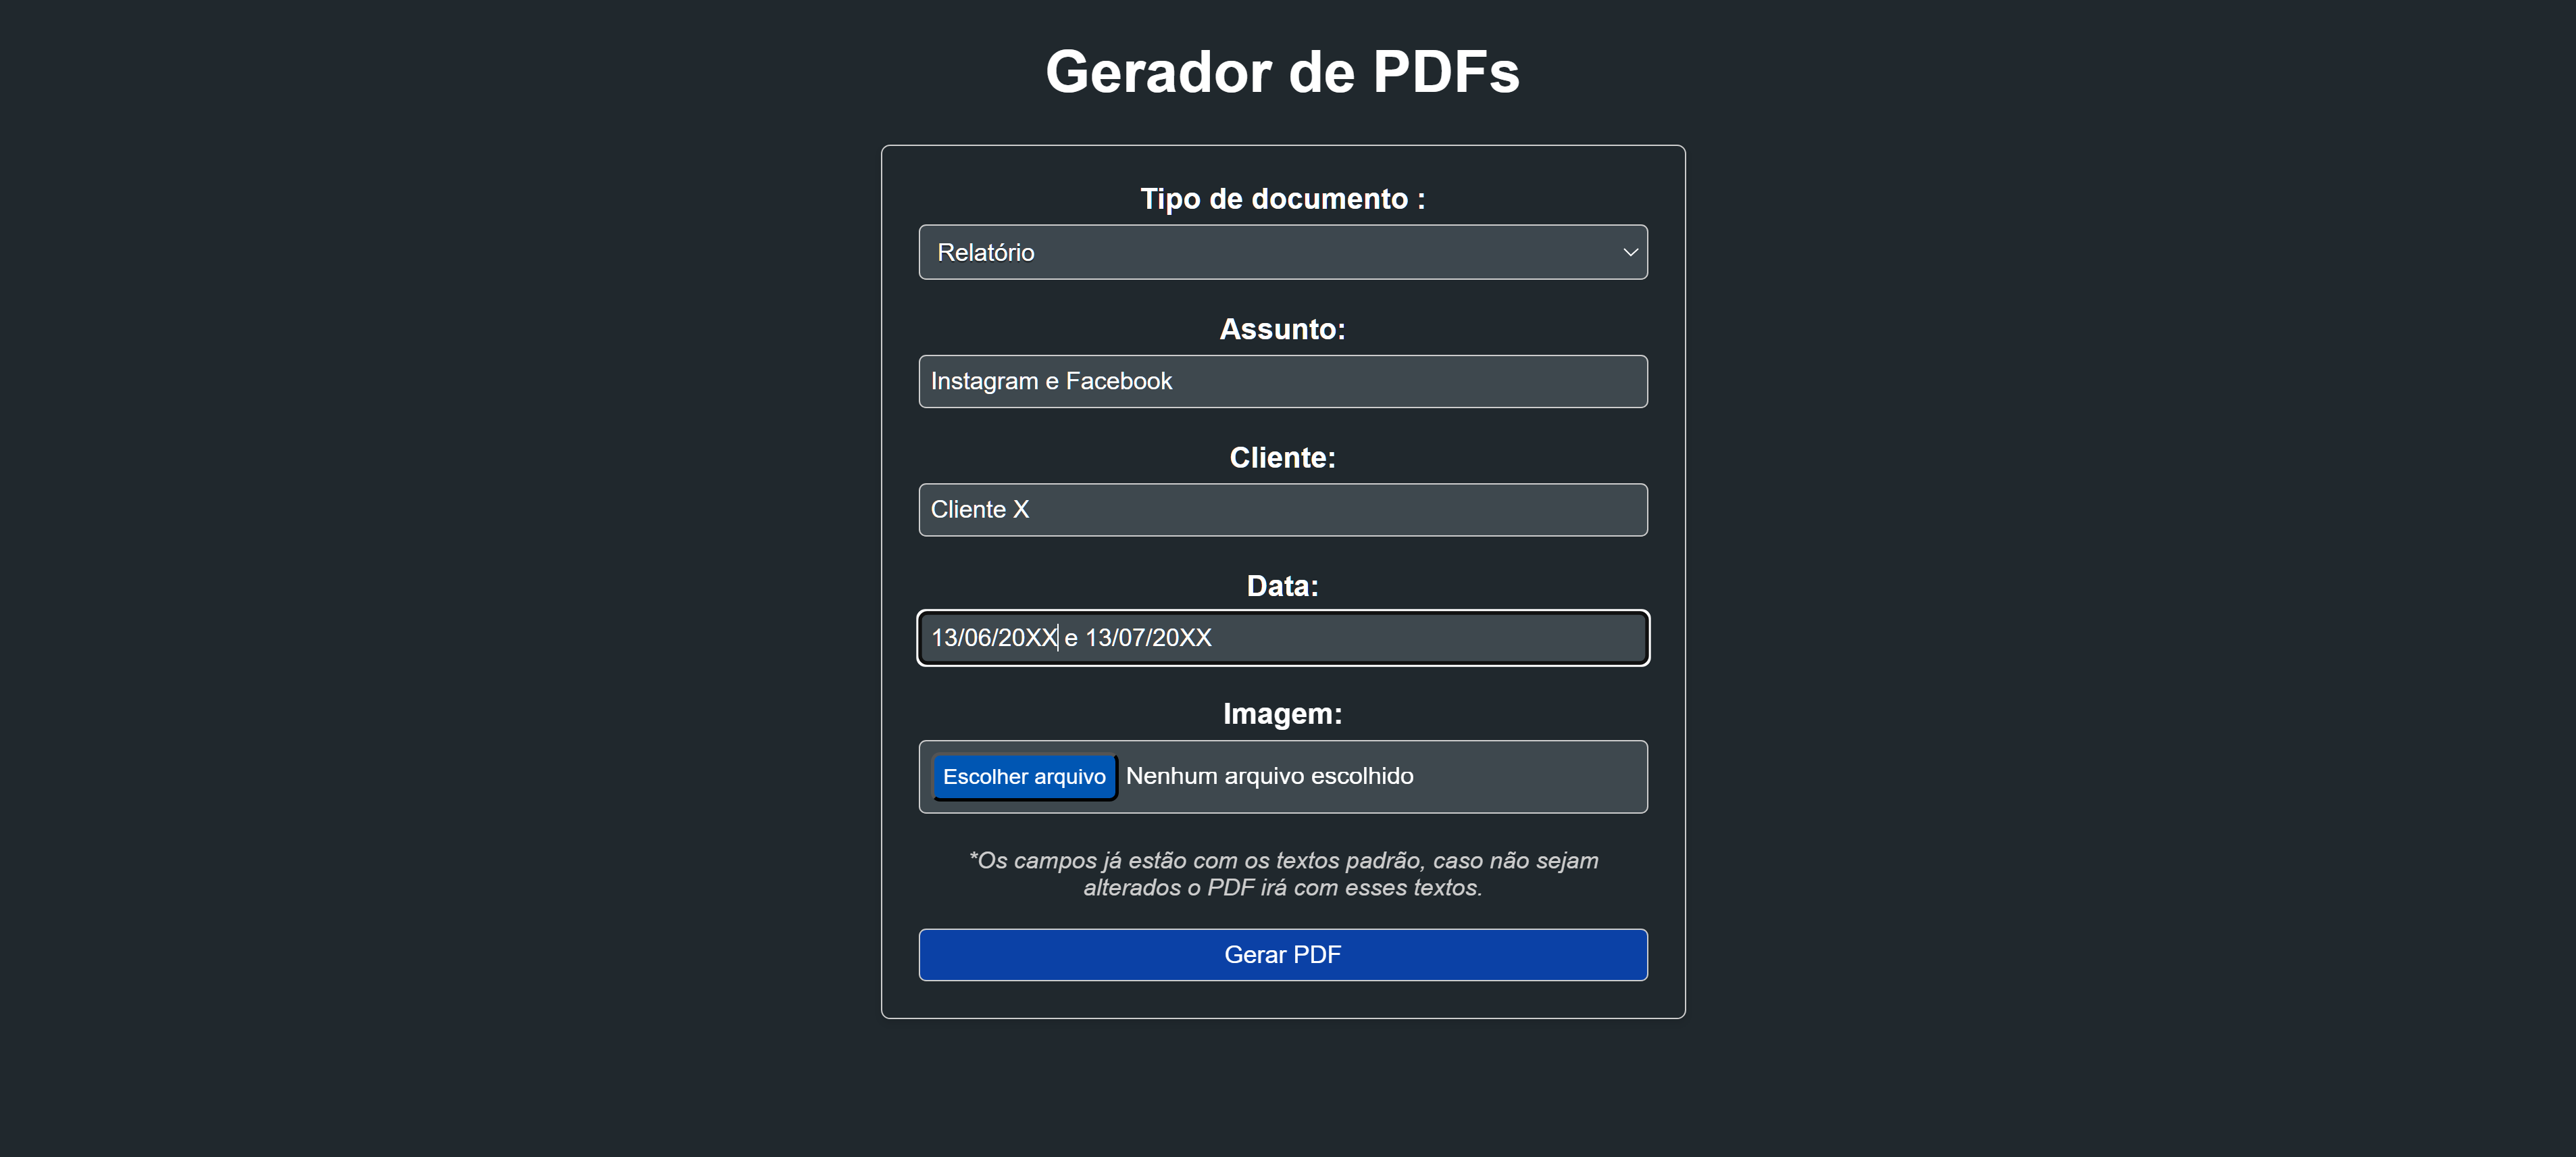 Gerador de PDFs
Tipo de documento :
Relatório
Assunto:
Instagram e Facebook
Cliente:
Cliente X
Data:
13/06/20XX e 13/07/20XX
Imagem:
Escolher arquivo Nenhum arquivo escolhido
*Os campos já estão com os textos padrão, caso não sejam
alterados o PDF irá com esses textos.
Gerar PDF